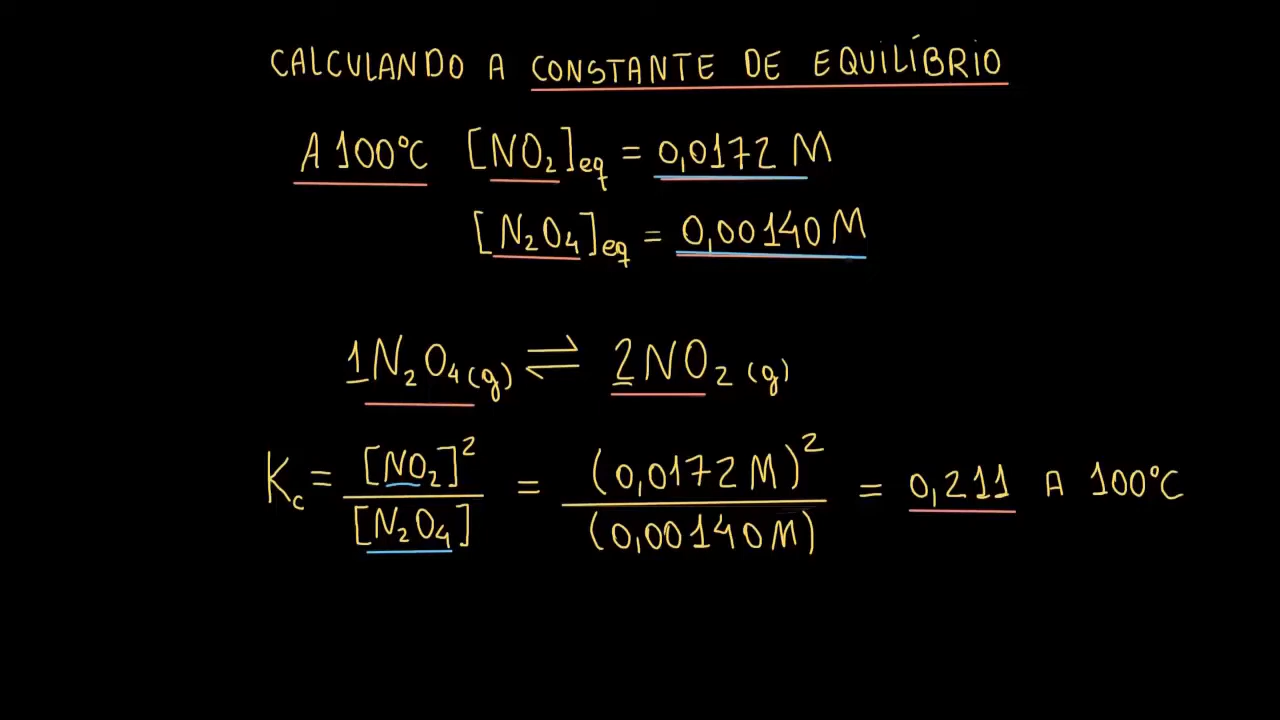 CALCULANDO A CONSTANTE DE EQUILÍBRIO
A 100°C [NO₂]eq = 0,0172 M
[N₂O₄]eq = 0,00140 M
1N₂O₄(g) ⇌ 2NO₂(g)
Kc = [NO₂]²/[N₂O₄] = (0,0172 M)²/(0,00140 M) = 0,211 A 100°C